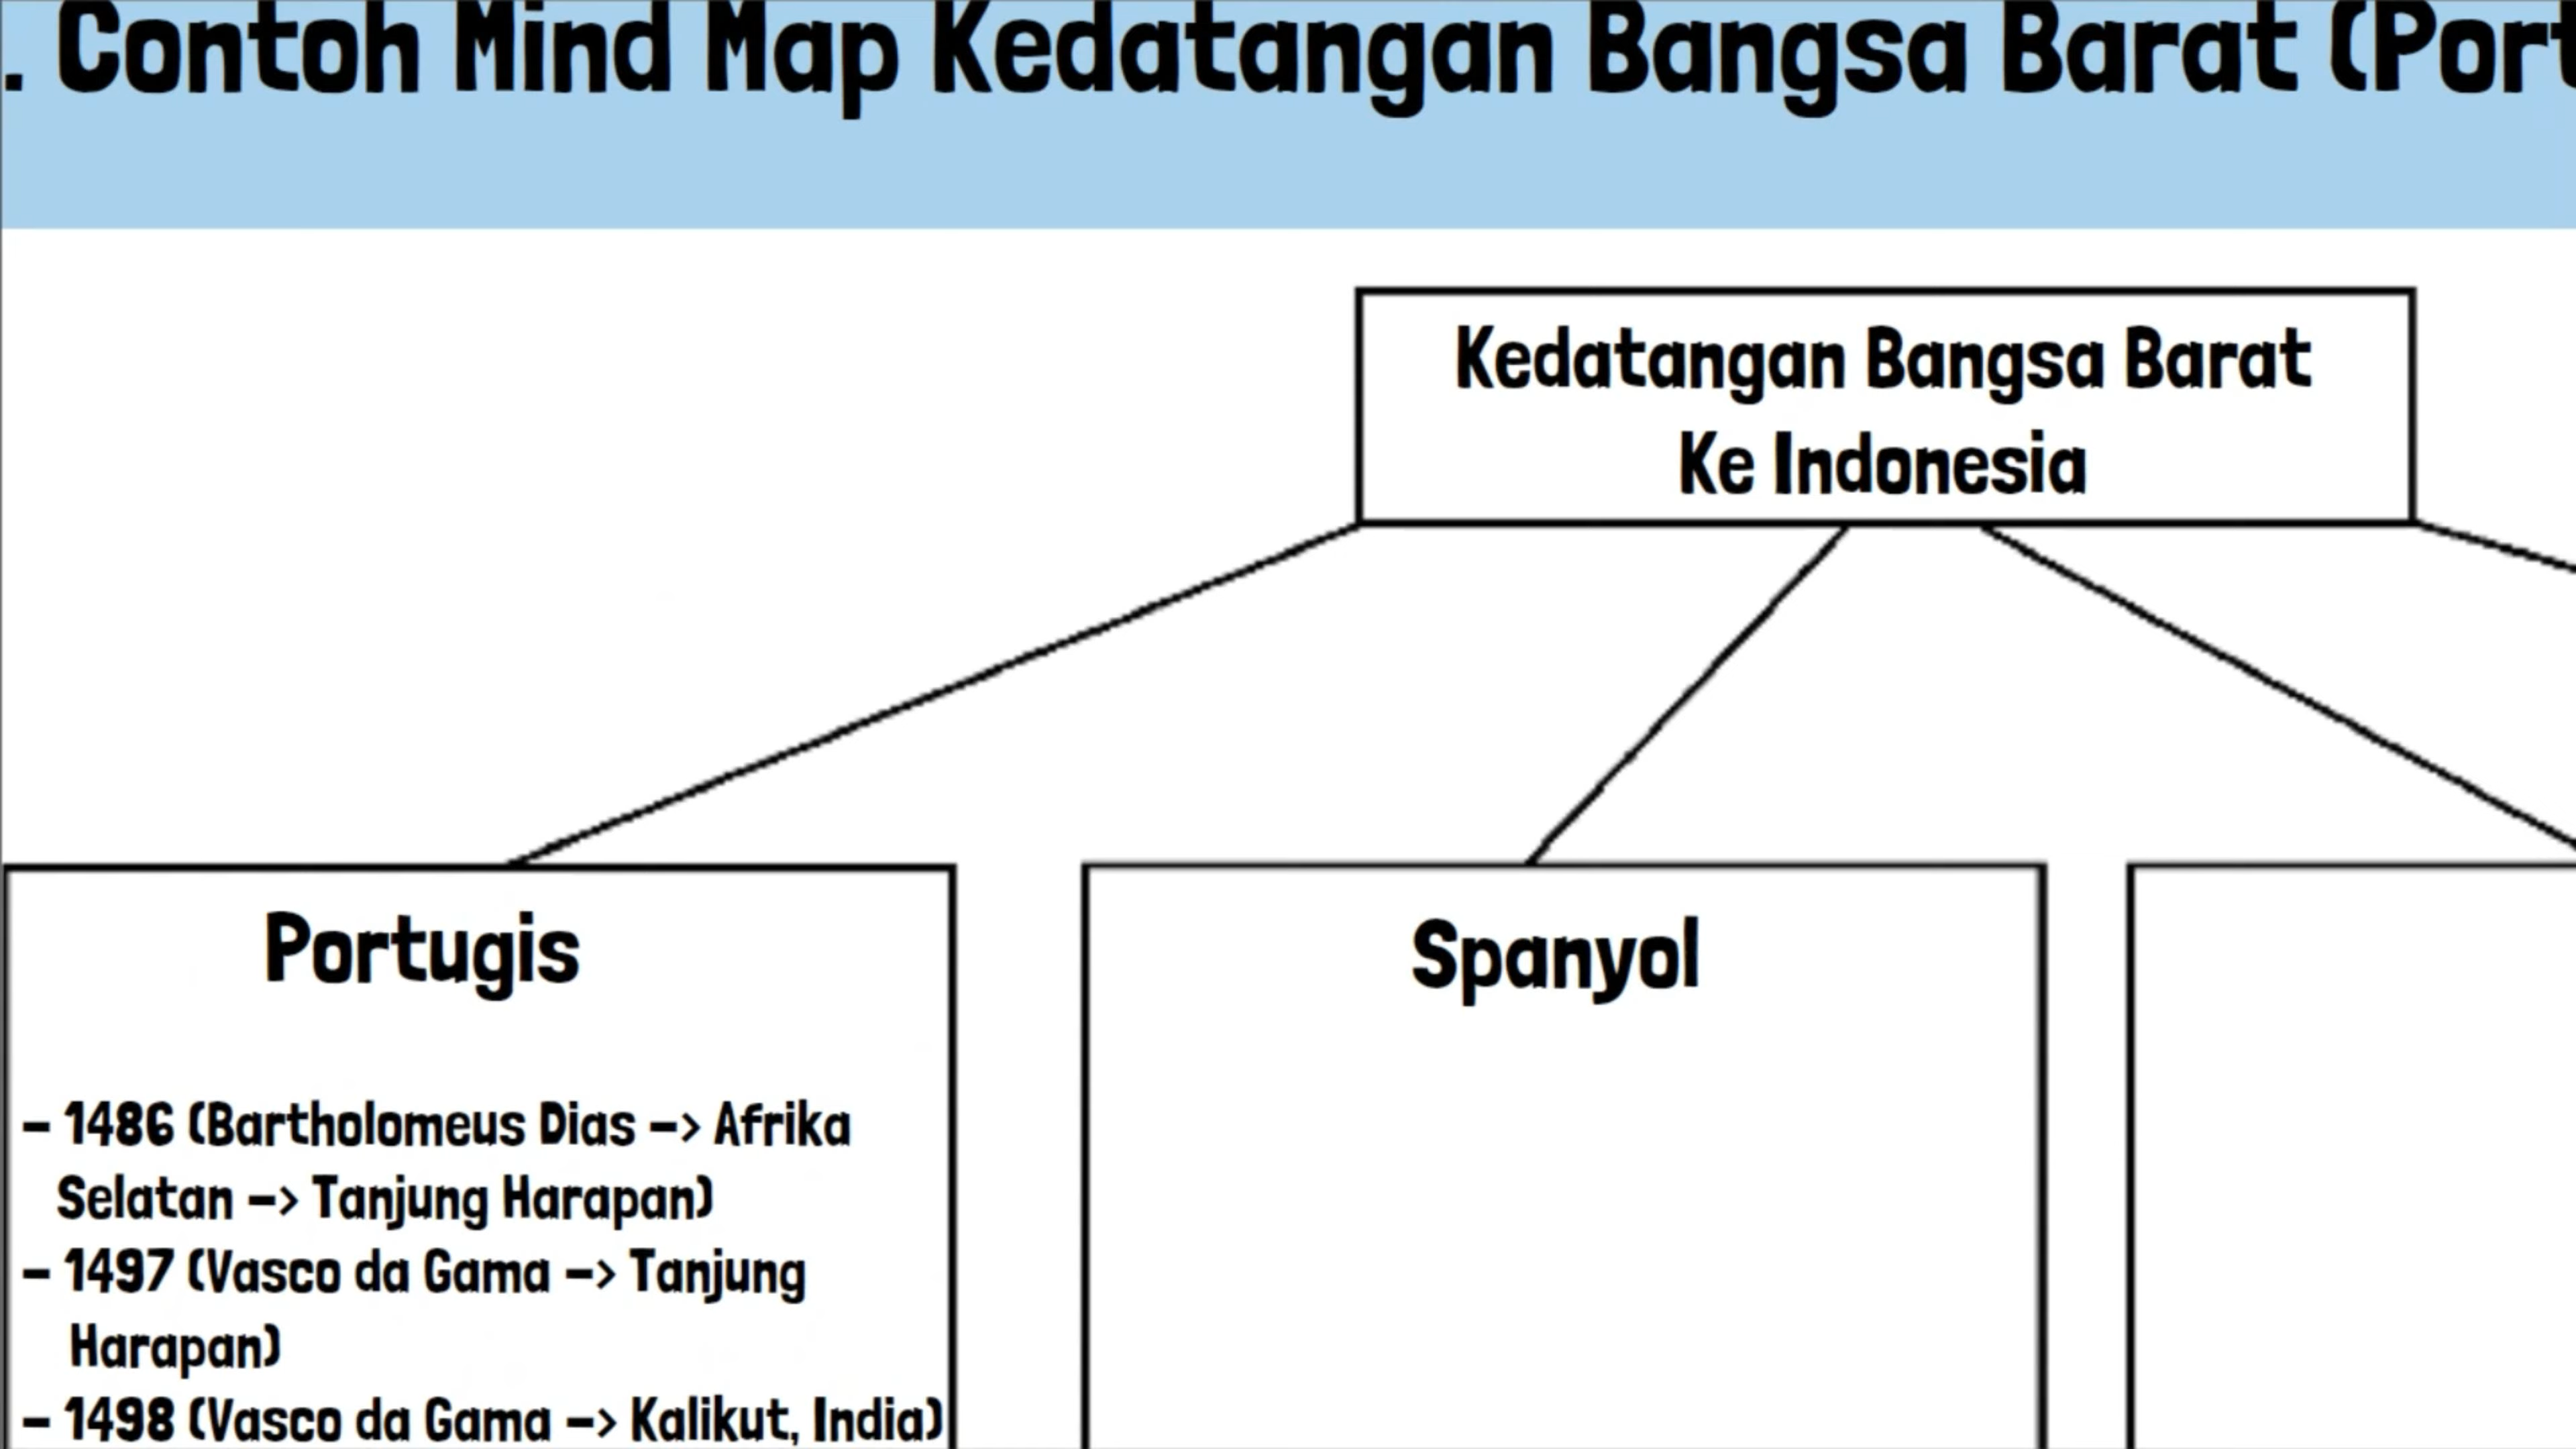 . Contoh Mind Map Kedatangan Bangsa Barat (Port
Kedatangan Bangsa Barat
Ke Indonesia
Portugis
– 1486 (Bartholomeus Dias –> Afrika
Selatan –> Tanjung Harapan)
– 1497 (Vasco da Gama –> Tanjung
Harapan)
– 1498 (Vasco da Gama –> Kalikut, India)
Spanyol